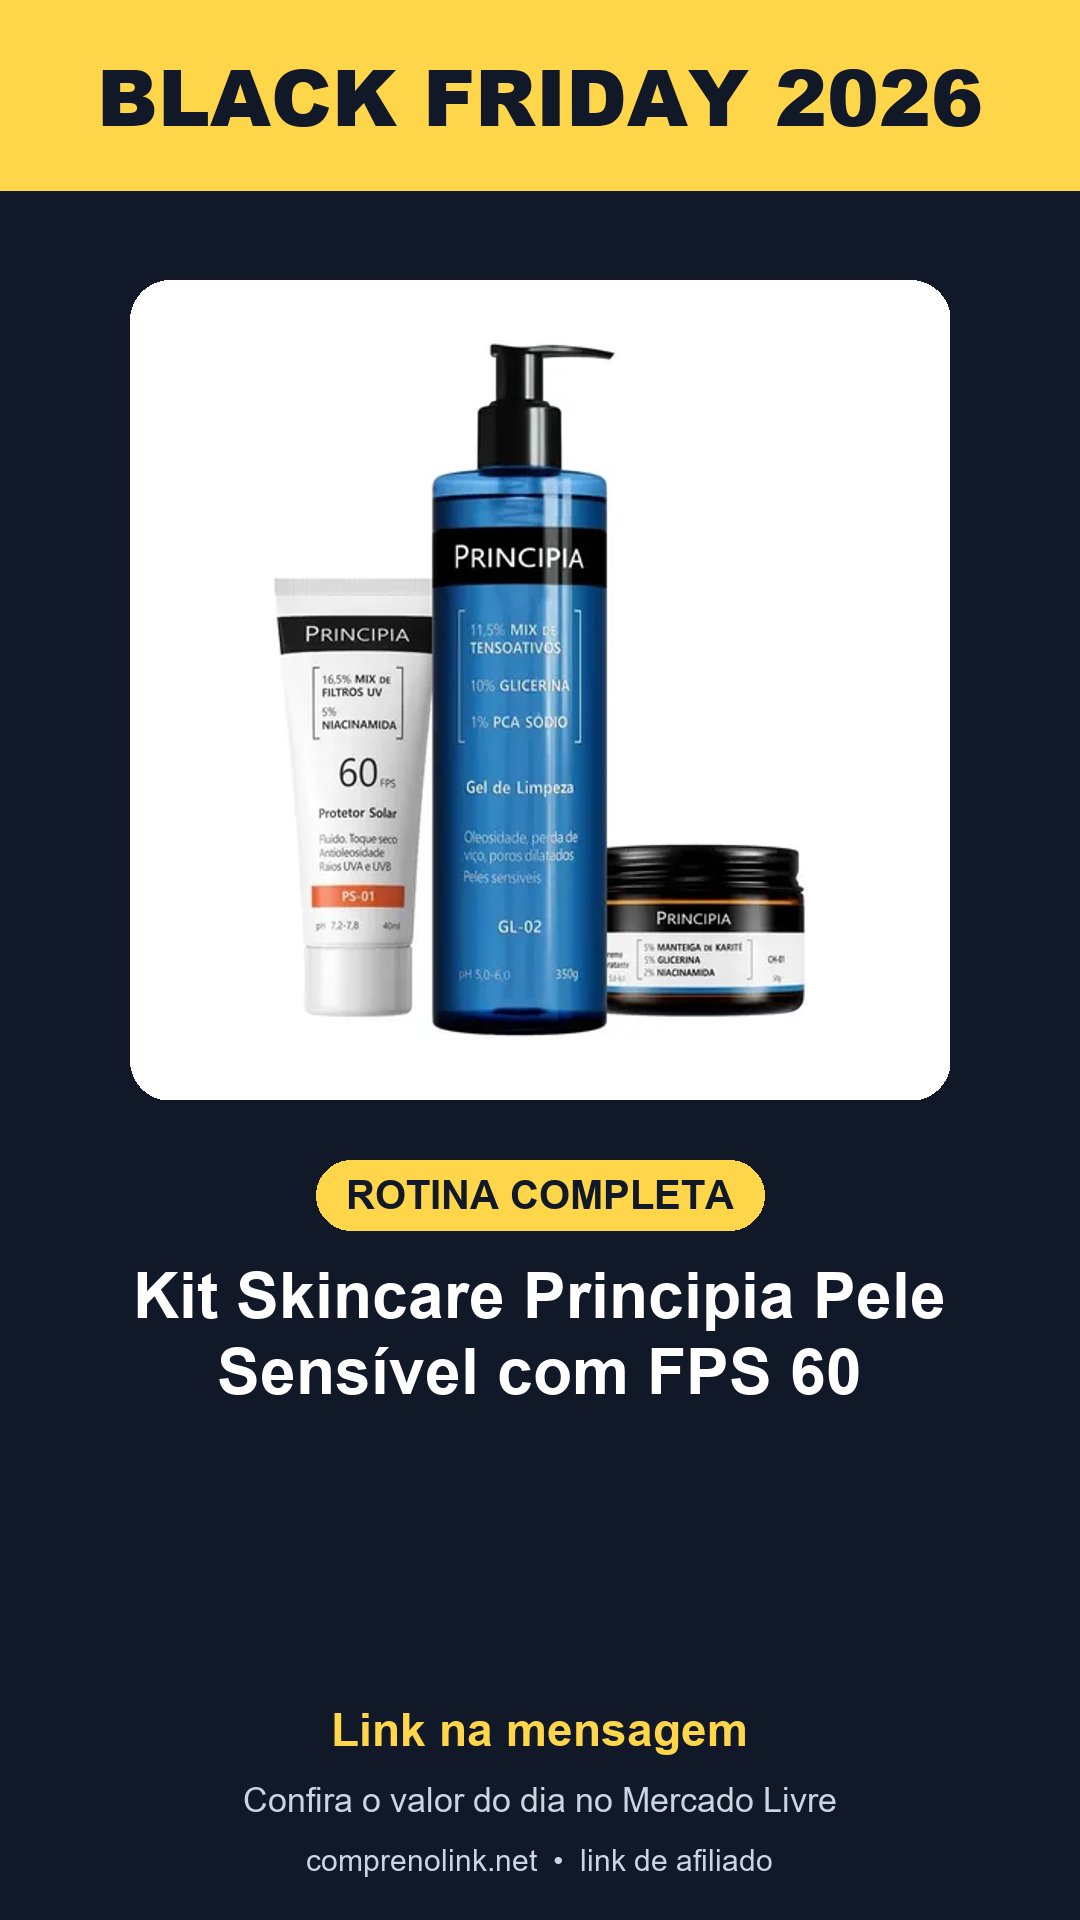 BLACK FRIDAY 2026
PRINCIPIA
11,5% MIX DE
TENSOATIVOS
10% GLICERINA
1% PCA SÓDIO
Gel de Limpeza
Oleosidade, perda de
viço, poros dilatados
Peles sensíveis
GL-02
pH 5,0-6,0 350g
PRINCIPIA
16,5% MIX DE
FILTROS UV
5%
NIACINAMIDA
60 FPS
Protetor Solar
Fluido. Toque seco
Antioleosidade
Raios UVA e UVB
PS-01
pH 7,2-7,8 40ml
PRINCIPIA
5% MANTEIGA DE KARITÉ
5% GLICERINA
2% NIACINAMIDA
CH-01
50g
ROTINA COMPLETA
Kit Skincare Principia Pele
Sensível com FPS 60
Link na mensagem
Confira o valor do dia no Mercado Livre
comprenolink.net • link de afiliado